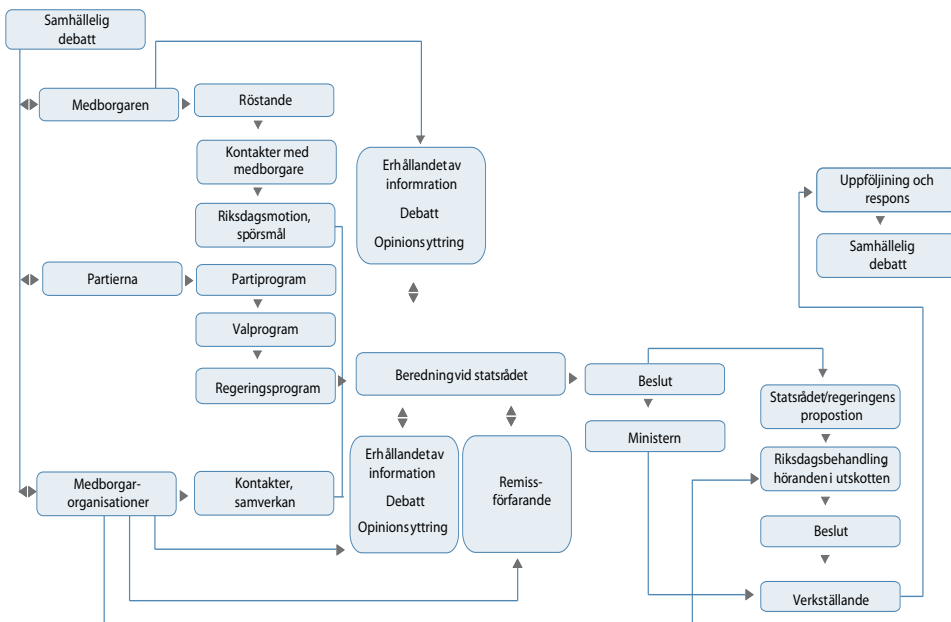 Samhällelig
debatt
Medborgaren
Röstande
Kontakter med
medborgare
Riksdagsmotion,
spörsmål
Erhållandet av
informration
Debatt
Opinionsyttring
Partierna
Partiprogram
Valprogram
Regeringsprogram
Beredning vid statsrådet
Beslut
Ministern
Medborgar-
organisationer
Kontakter,
samverkan
Erhållandet av
information
Debatt
Opinionsyttring
Remiss-
förfarande
Statsrådet/regeringens
propostion
Riksdagsbehandling
höranden i utskotten
Beslut
Verkställande
Uppföljining och
respons
Samhällelig
debatt